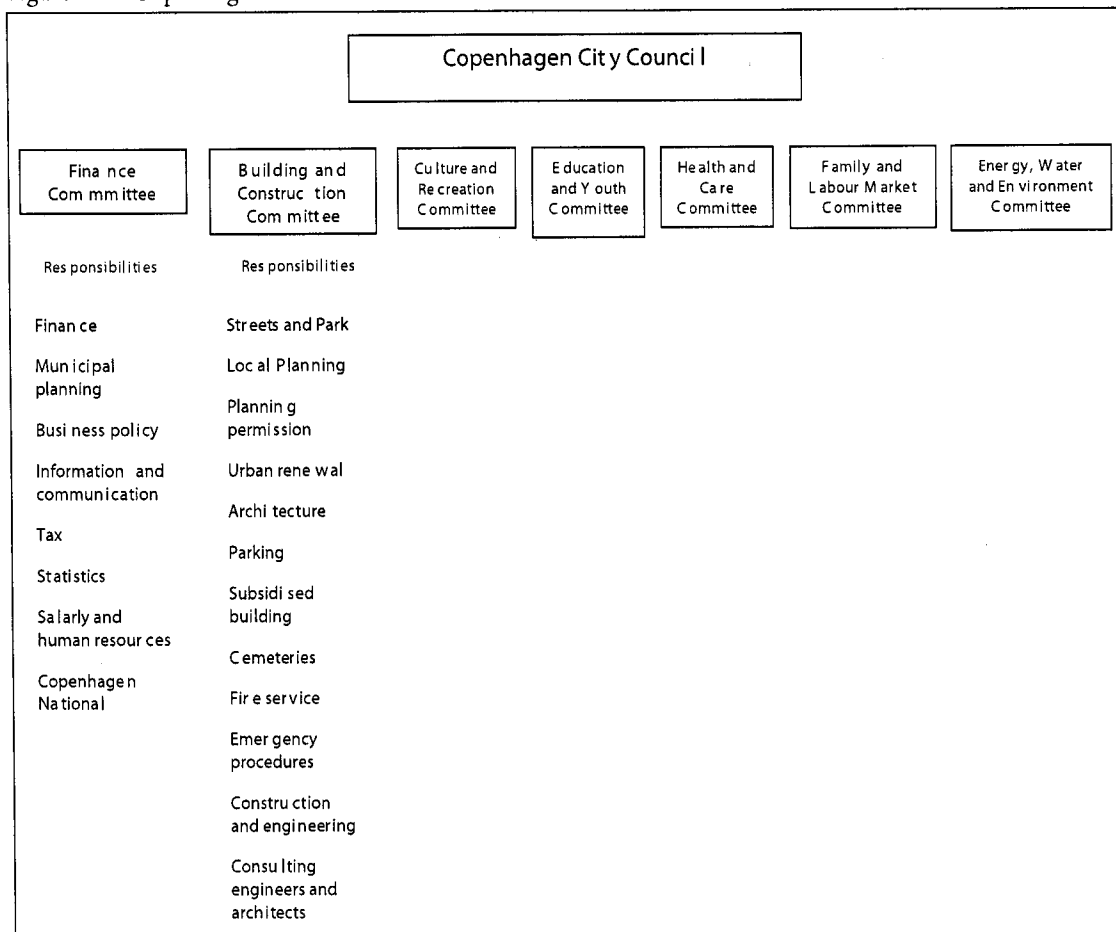 Copenhagen City Council
Finance
Commmittee
Building and
Construction
Committee
Culture and
Recreation
Committee
Education
and Youth
Committee
Health and
Care
Committee
Family and
Labour Market
Committee
Energy, Water
and Environment
Committee
Responsibilities
Finance
Municipal
planning
Business policy
Information and
communication
Tax
Statistics
Salarly and
human resources
Copenhagen
National
Responsibilities
Streets and Park
Local Planning
Planning
permission
Urban renewal
Architecture
Parking
Subsidised
building
Cemeteries
Fire service
Emergency
procedures
Construction
and engineering
Consulting
engineers and
architects